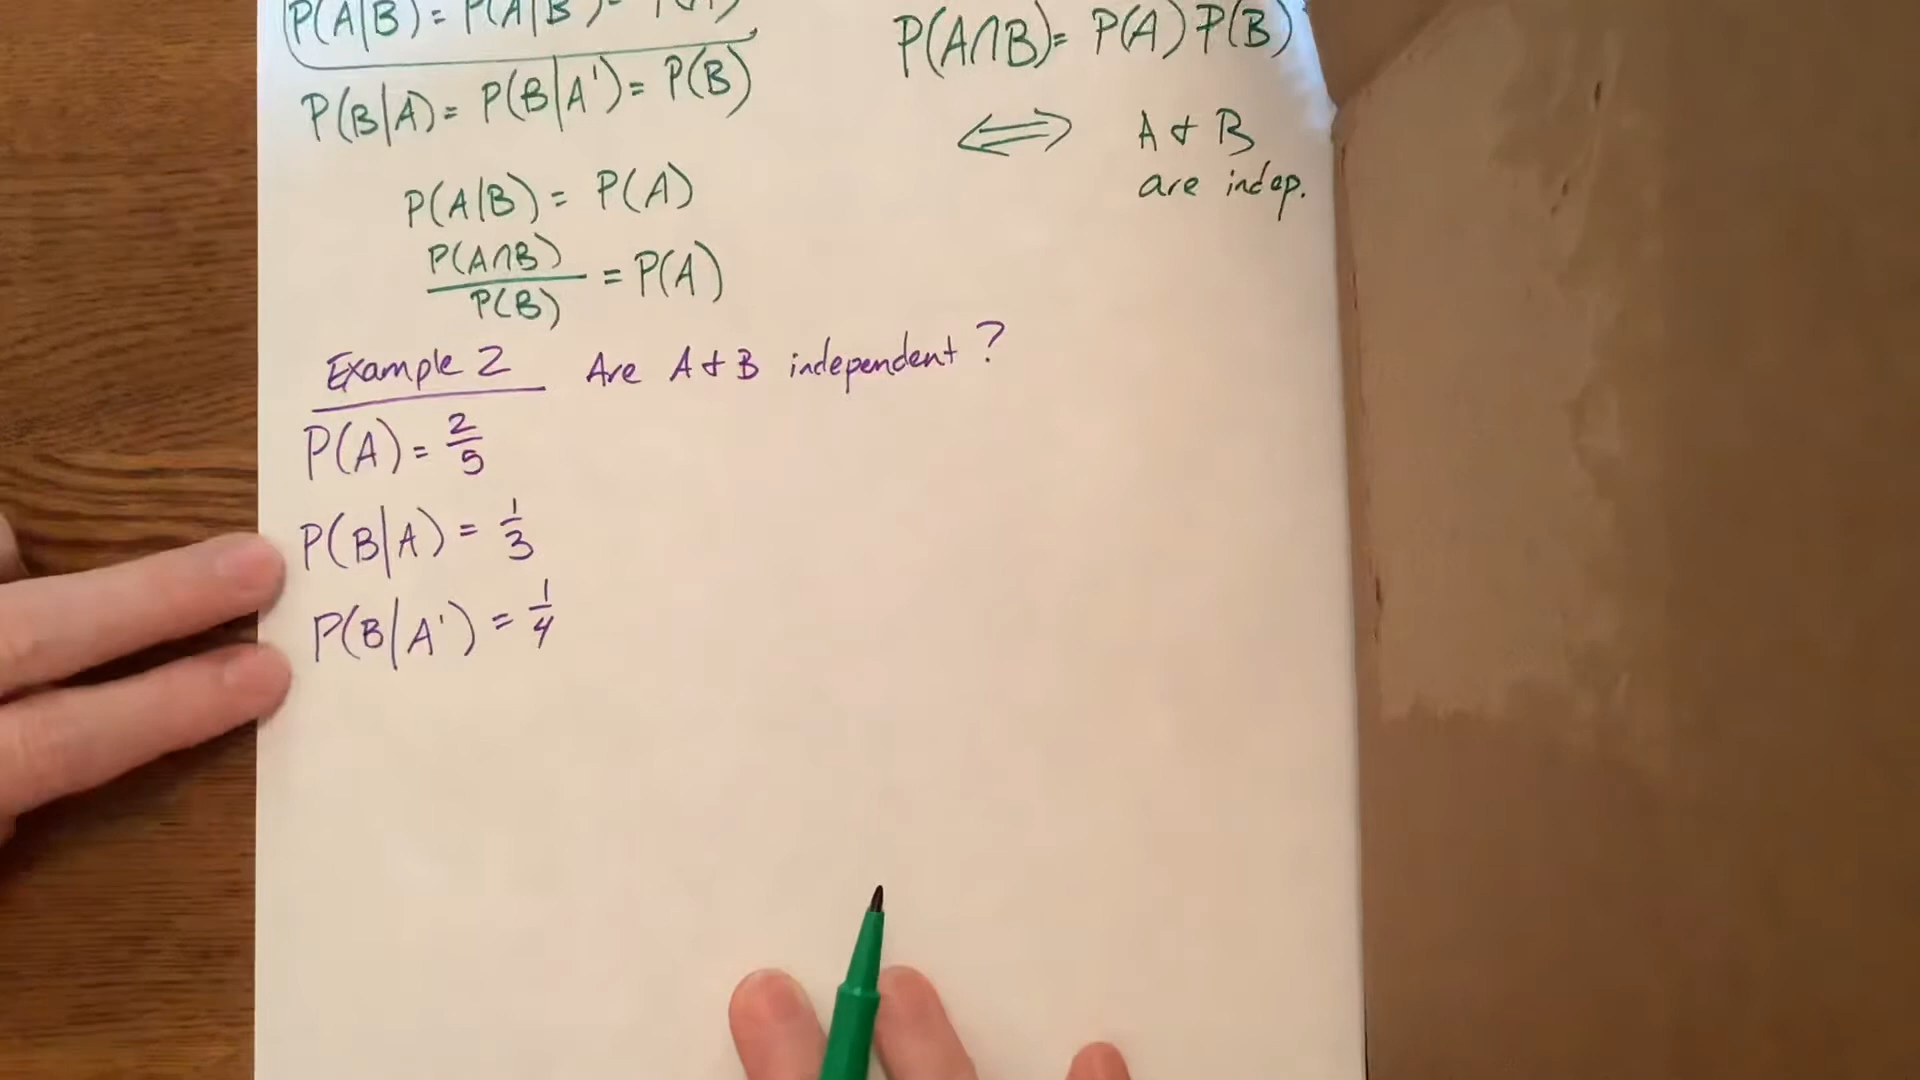 P(A|B) = P(A|B') = P(A)
P(B|A) = P(B|A') = P(B)
P(A|B) = P(A)
P(A∩B)
P(B)
= P(A)
P(A∩B) = P(A) P(B)
⟺ A & B
are indep.
Example 2 Are A & B independent?
P(A) = 2/5
P(B|A) = 1/3
P(B|A') = 1/4